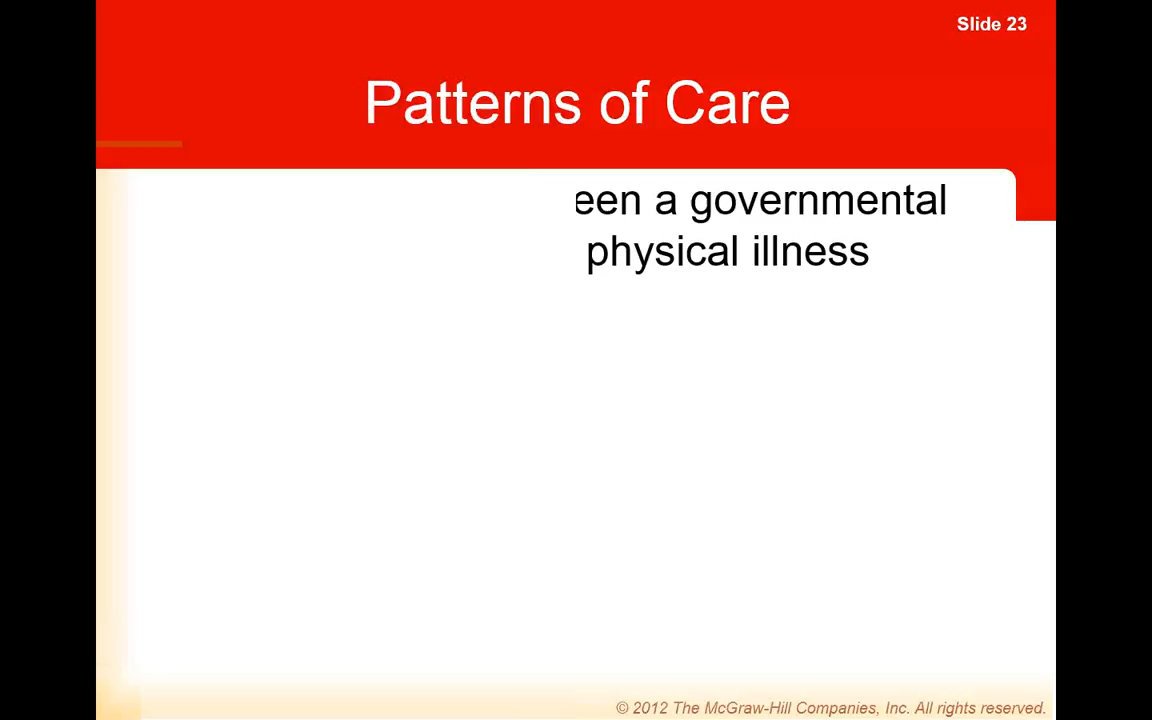 Slide 23
Patterns of Care
een a governmental
physical illness
© 2012 The McGraw-Hill Companies, Inc. All rights reserved.